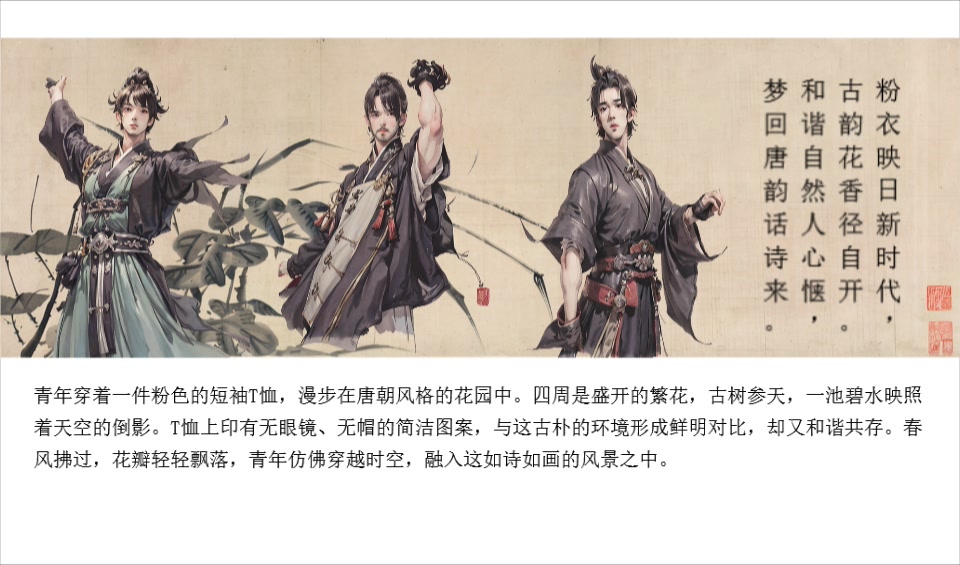 粉衣映日新时代，
古韵花香径自开。
和谐自然人心惬，
梦回唐韵话诗来。
青年穿着一件粉色的短袖T恤，漫步在唐朝风格的花园中。四周是盛开的繁花，古树参天，一池碧水映照
着天空的倒影。T恤上印有无眼镜、无帽的简洁图案，与这古朴的环境形成鲜明对比，却又和谐共存。春
风拂过，花瓣轻轻飘落，青年仿佛穿越时空，融入这如诗如画的风景之中。